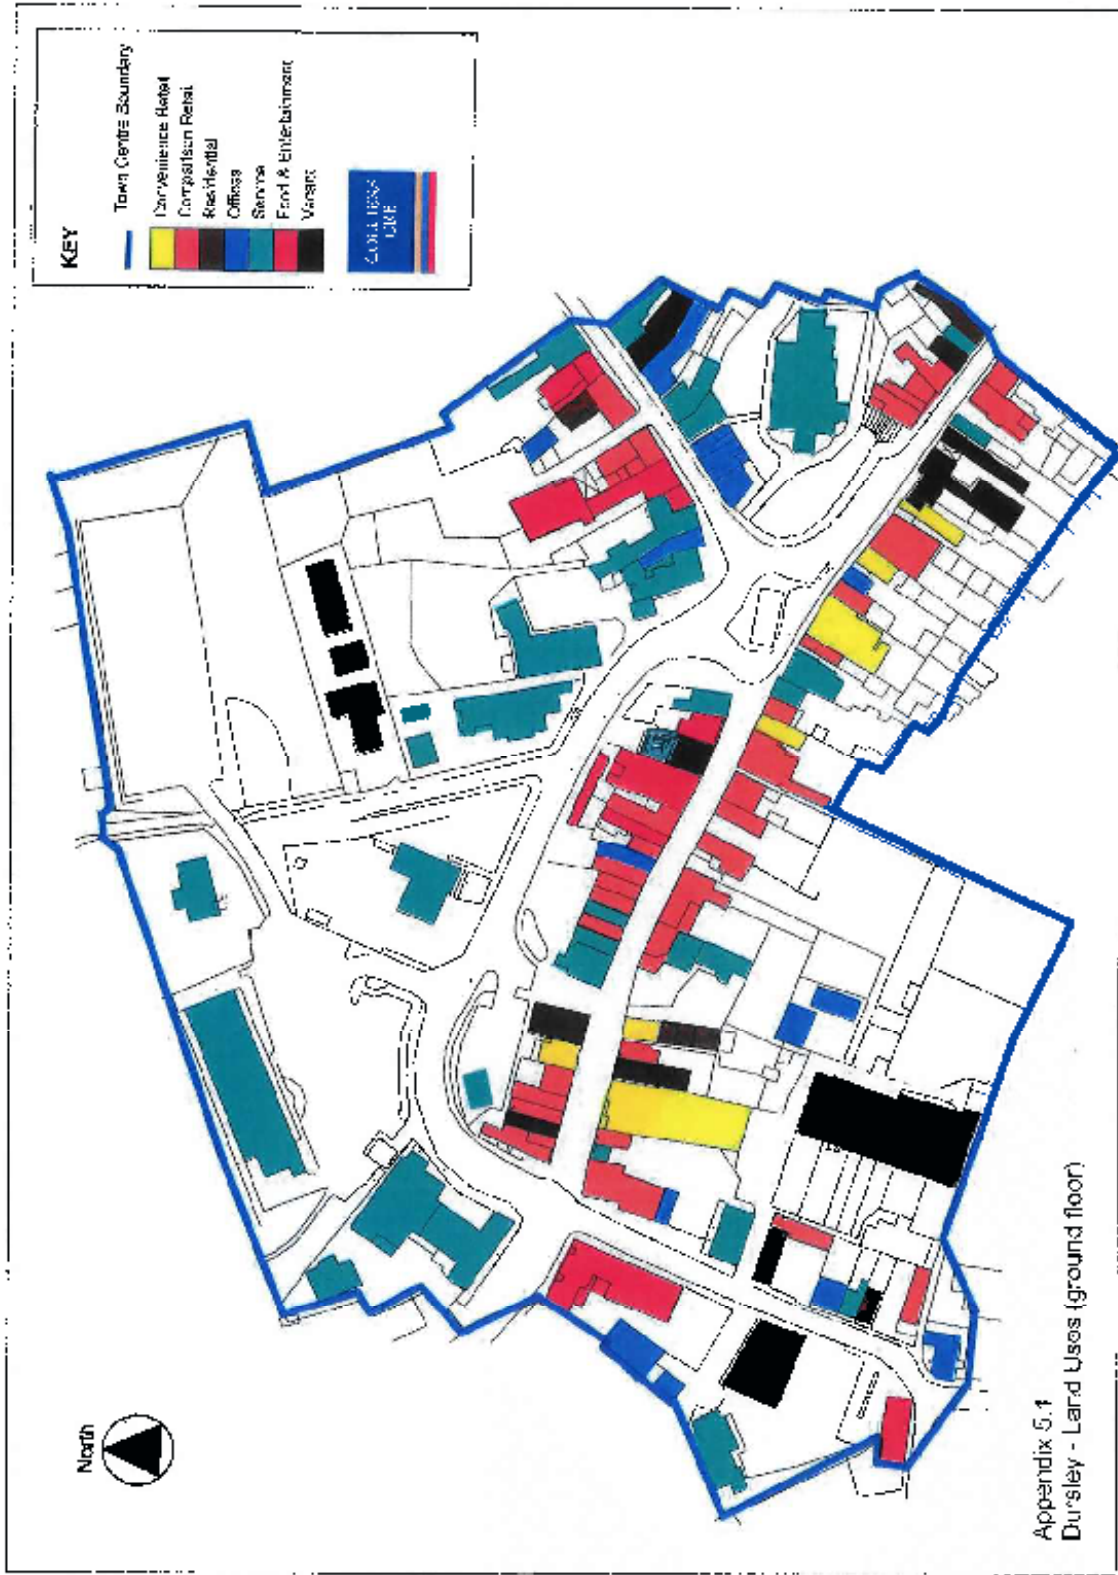 KEY
Town Centre Boundary
Convenience Retail
Comparison Retail
Residential
Offices
Service
Food & Entertainment
Vacant
North
Appendix 5.1
Dursley - Land Uses (ground floor)